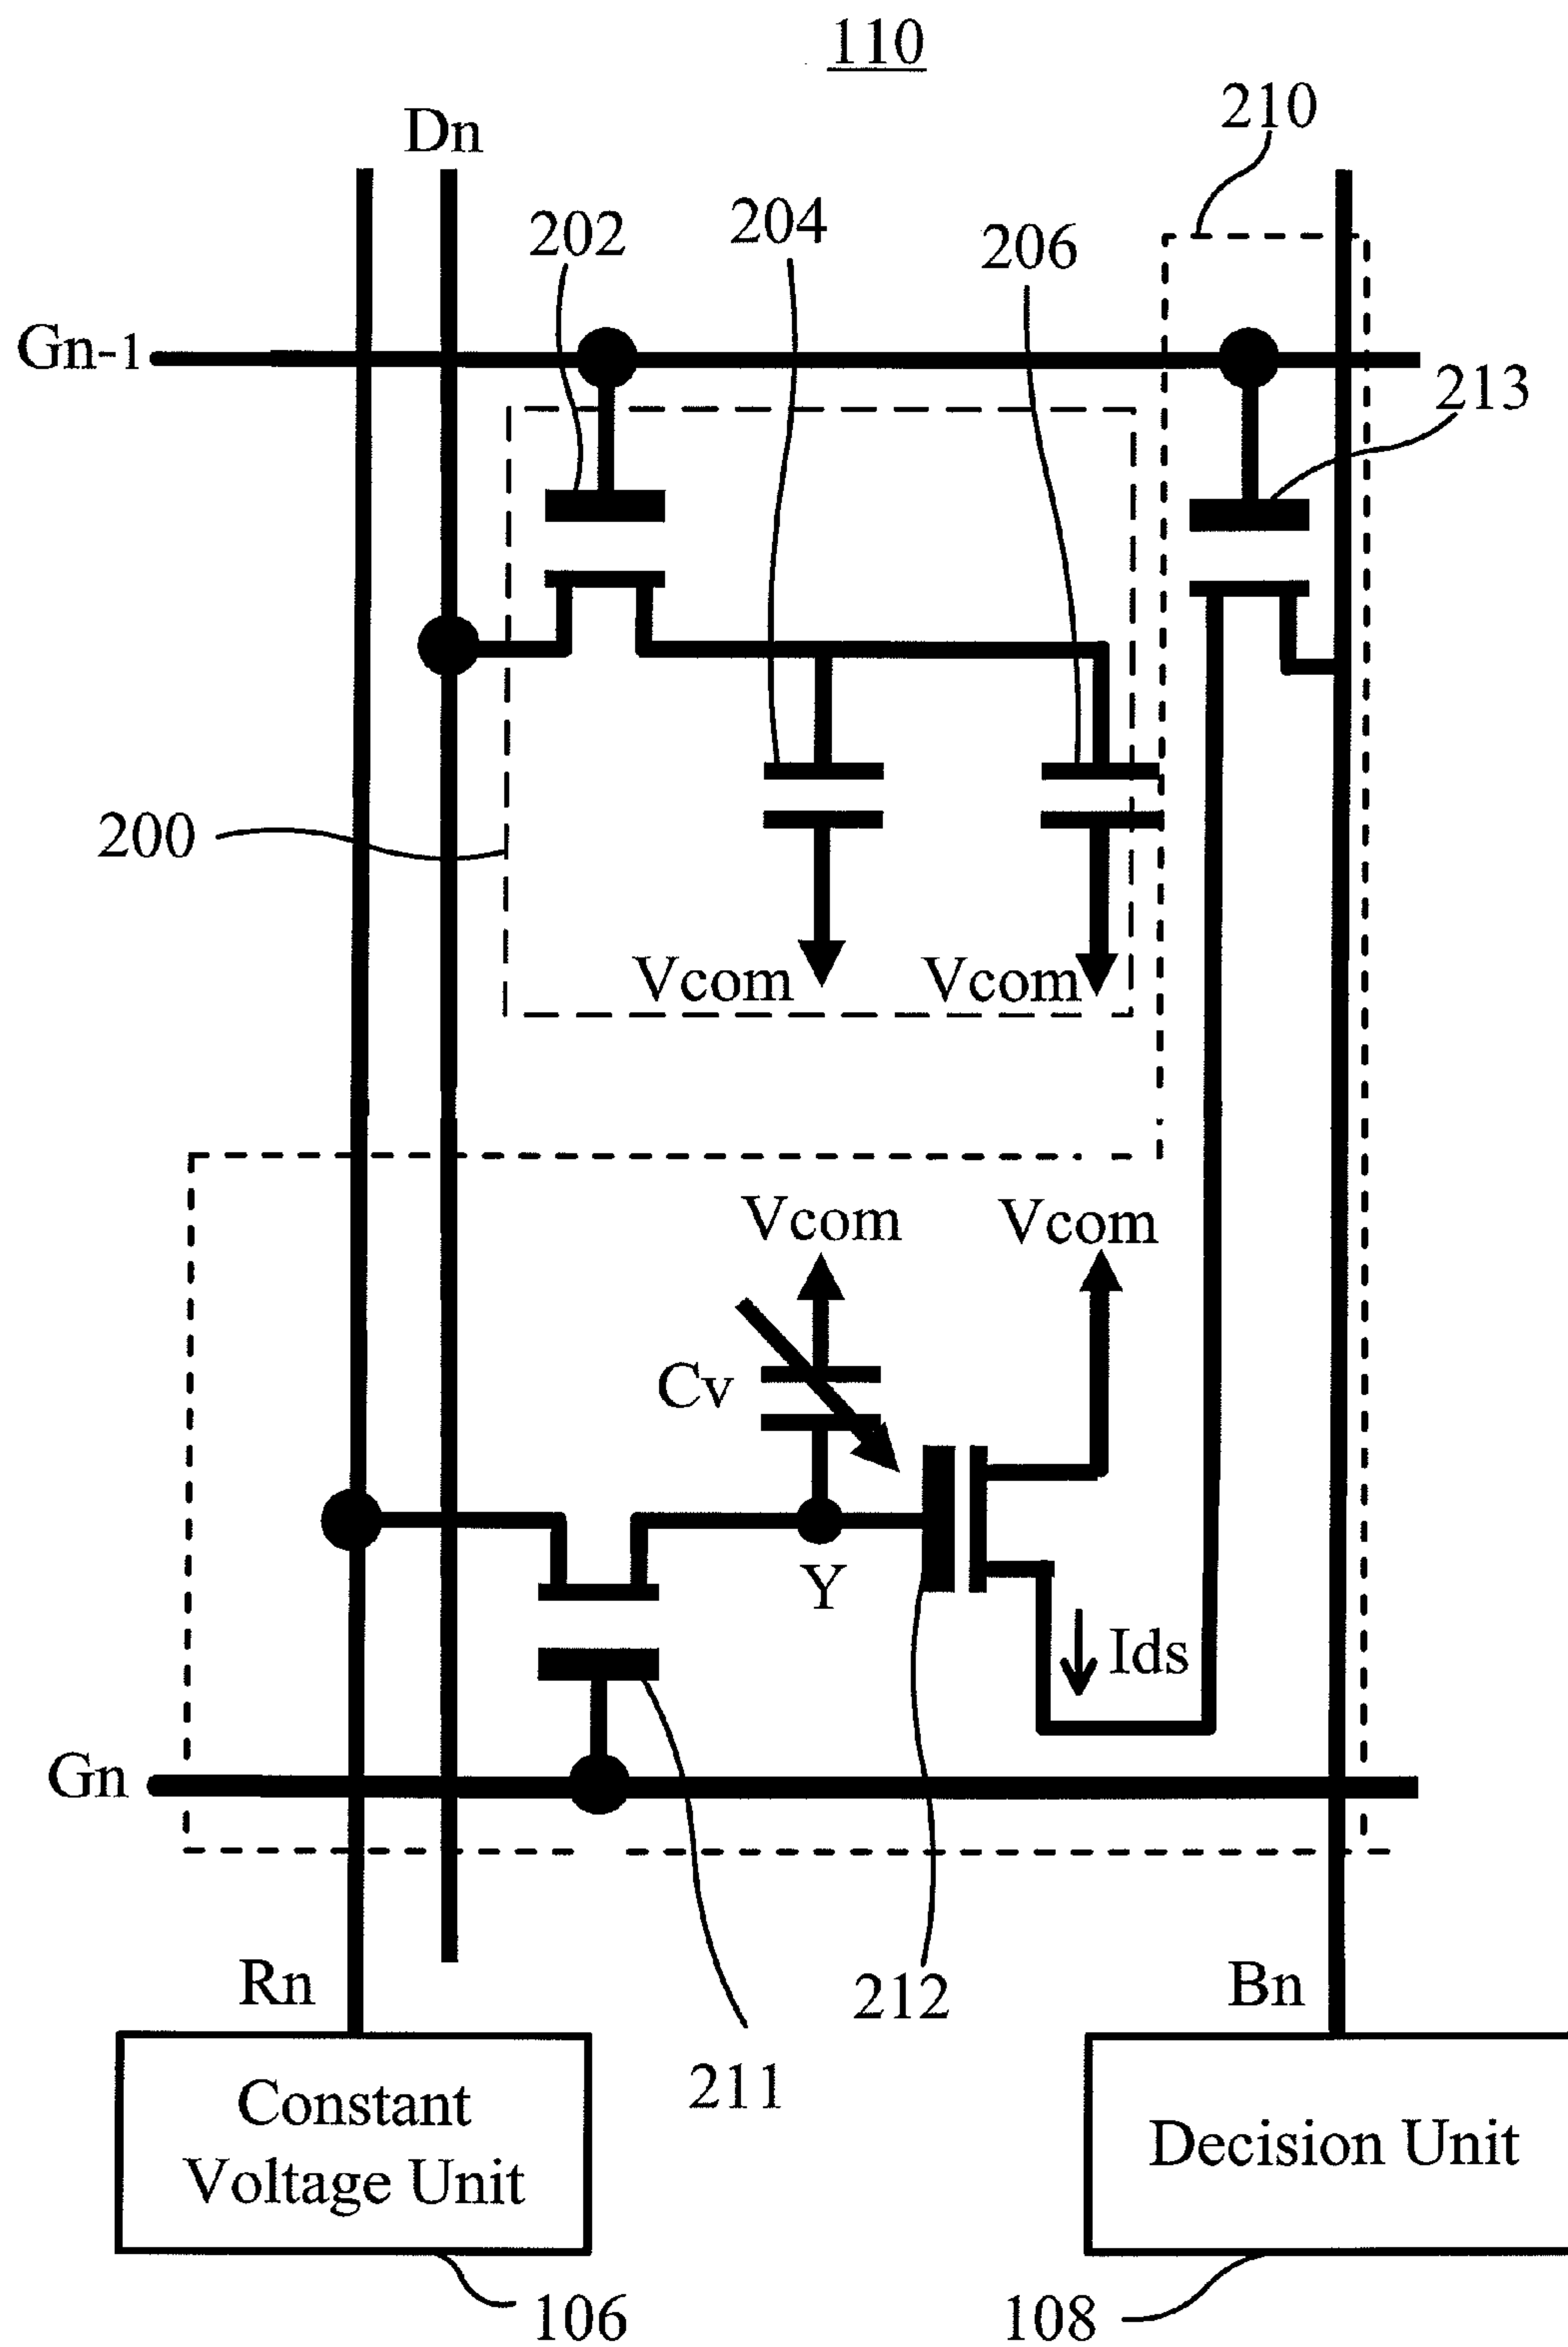 110
Dn
210
202
204
206
Gn-1
213
200
Vcom
Vcom
Vcom
Vcom
Cv
Y
Ids
Gn
Rn
212
Bn
211
Constant
Voltage Unit
Decision Unit
106
108